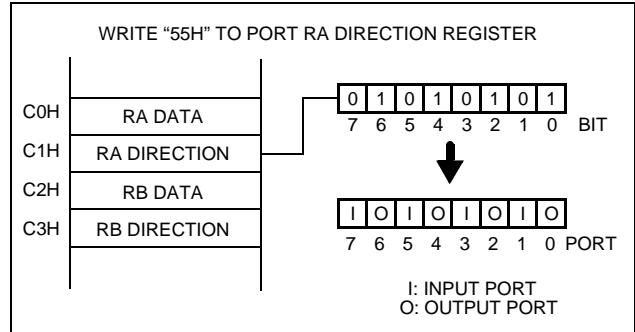 WRITE “55H” TO PORT RA DIRECTION REGISTER
0 1 0 1 0 1 0 1
7 6 5 4 3 2 1 0 BIT
C0H RA DATA
C1H RA DIRECTION
C2H RB DATA
C3H RB DIRECTION
I O I O I O I O
7 6 5 4 3 2 1 0 PORT
I: INPUT PORT
O: OUTPUT PORT